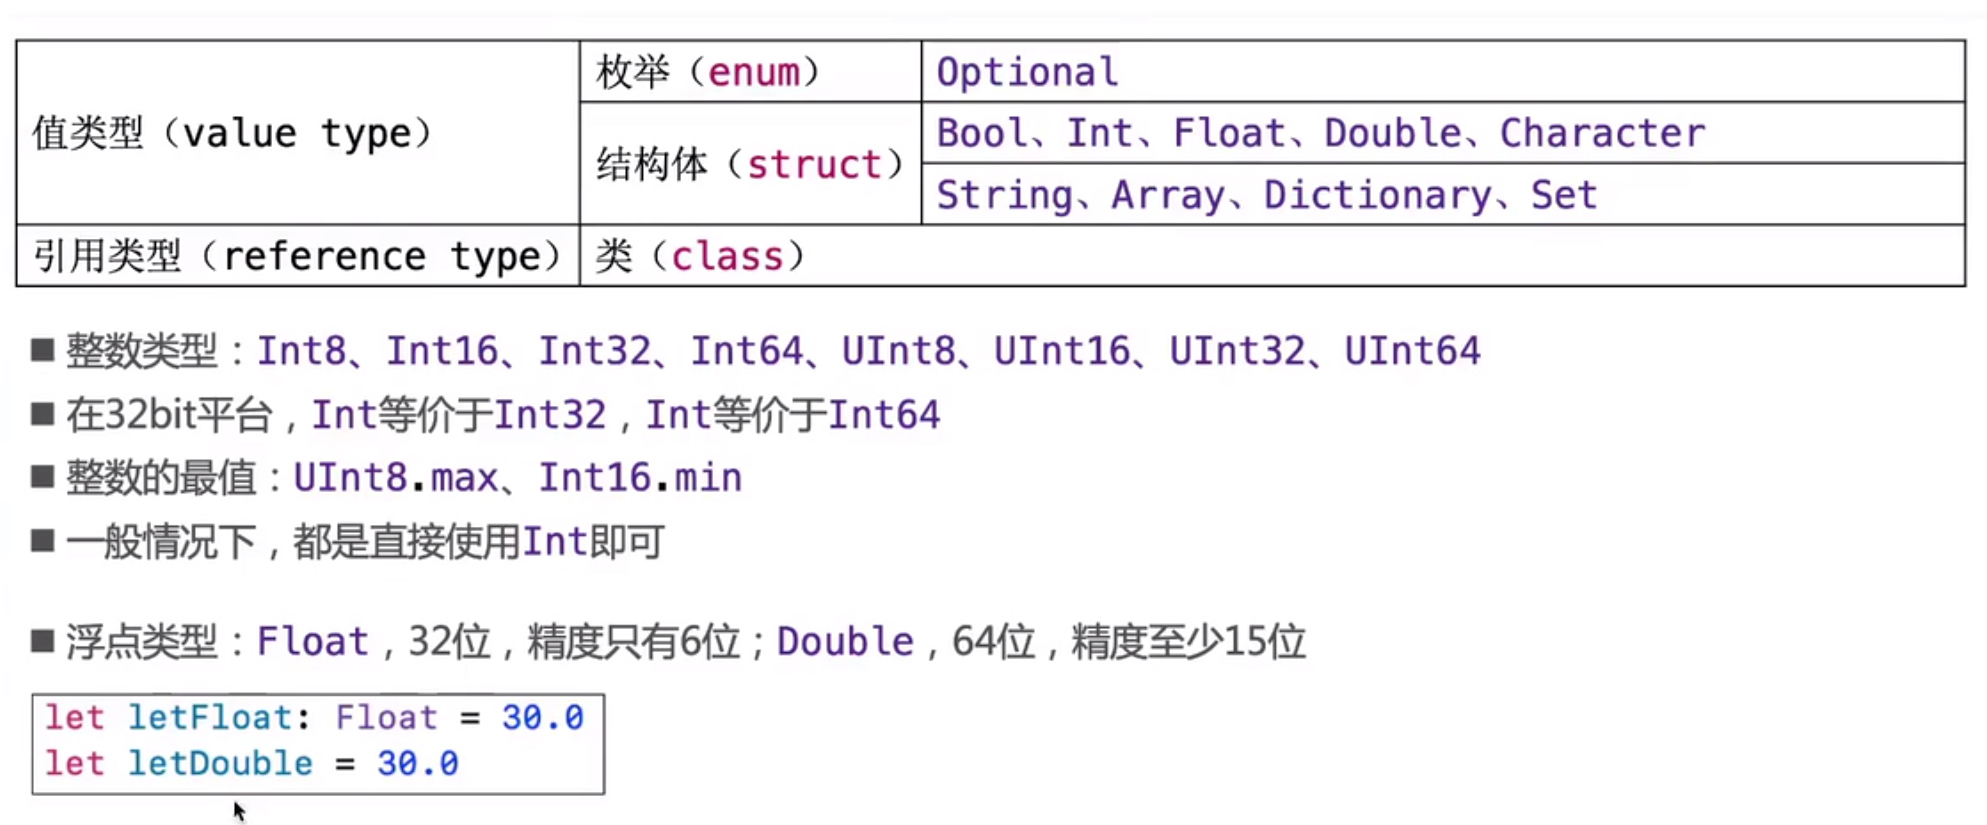 值类型（value type）
枚举（enum）
Optional
结构体（struct）
Bool、Int、Float、Double、Character
String、Array、Dictionary、Set
引用类型（reference type）
类（class）
■ 整数类型：Int8、Int16、Int32、Int64、UInt8、UInt16、UInt32、UInt64
■ 在32bit平台，Int等价于Int32，Int等价于Int64
■ 整数的最值：UInt8.max、Int16.min
■ 一般情况下，都是直接使用Int即可
■ 浮点类型：Float，32位，精度只有6位；Double，64位，精度至少15位
let letFloat: Float = 30.0
let letDouble = 30.0